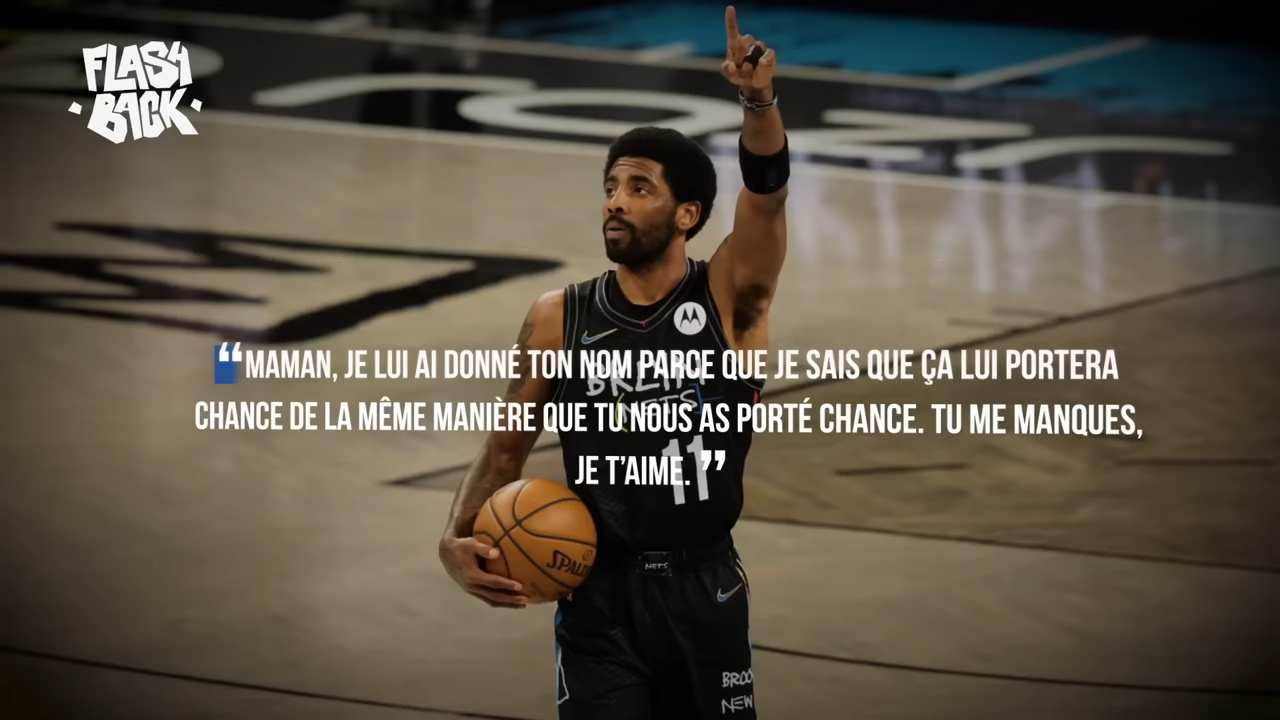 FLASH
BACK
“MAMAN, JE LUI AI DONNÉ TON NOM PARCE QUE JE SAIS QUE ÇA LUI PORTERA
CHANCE DE LA MÊME MANIÈRE QUE TU NOUS AS PORTÉ CHANCE. TU ME MANQUES,
JE T’AIME.”
NETS
11
SPALD
NETS
BROO
NEW